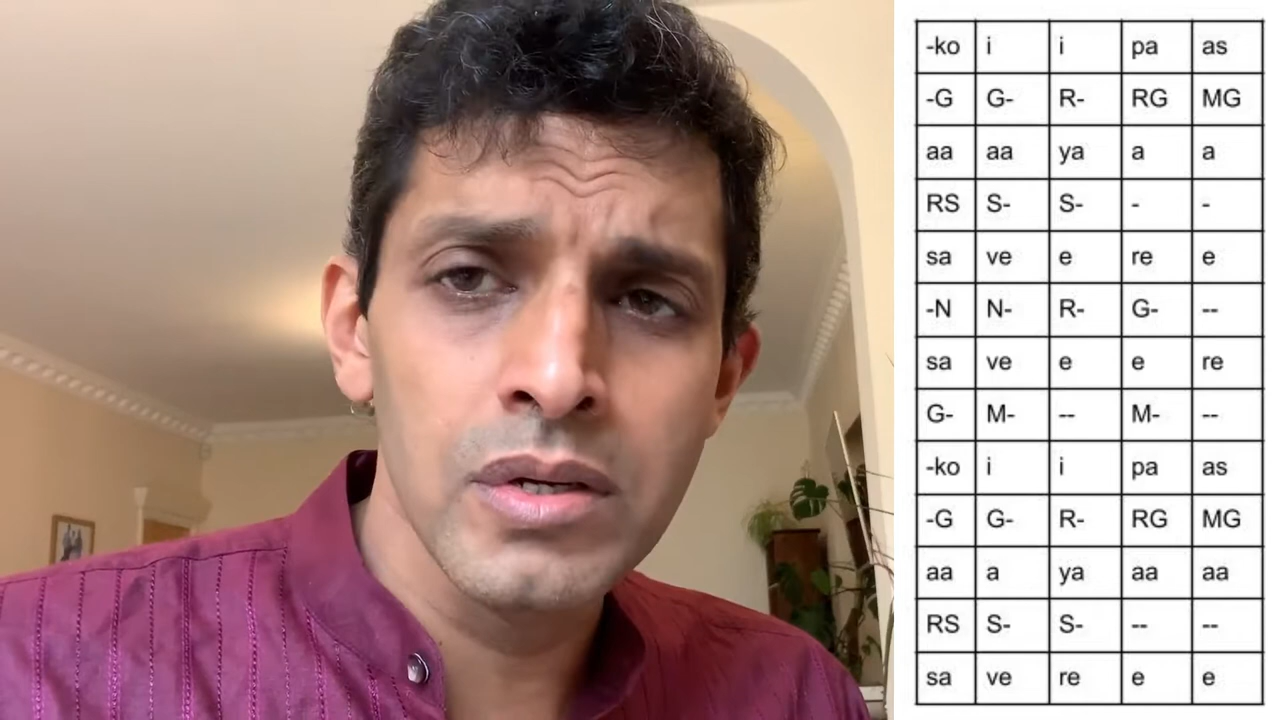 -ko i i pa as
-G G- R- RG MG
aa aa ya a a
RS S- S- - -
sa ve e re e
-N N- R- G- --
sa ve e e re
G- M- -- M- --
-ko i i pa as
-G G- R- RG MG
aa a ya aa aa
RS S- S- -- --
sa ve re e e